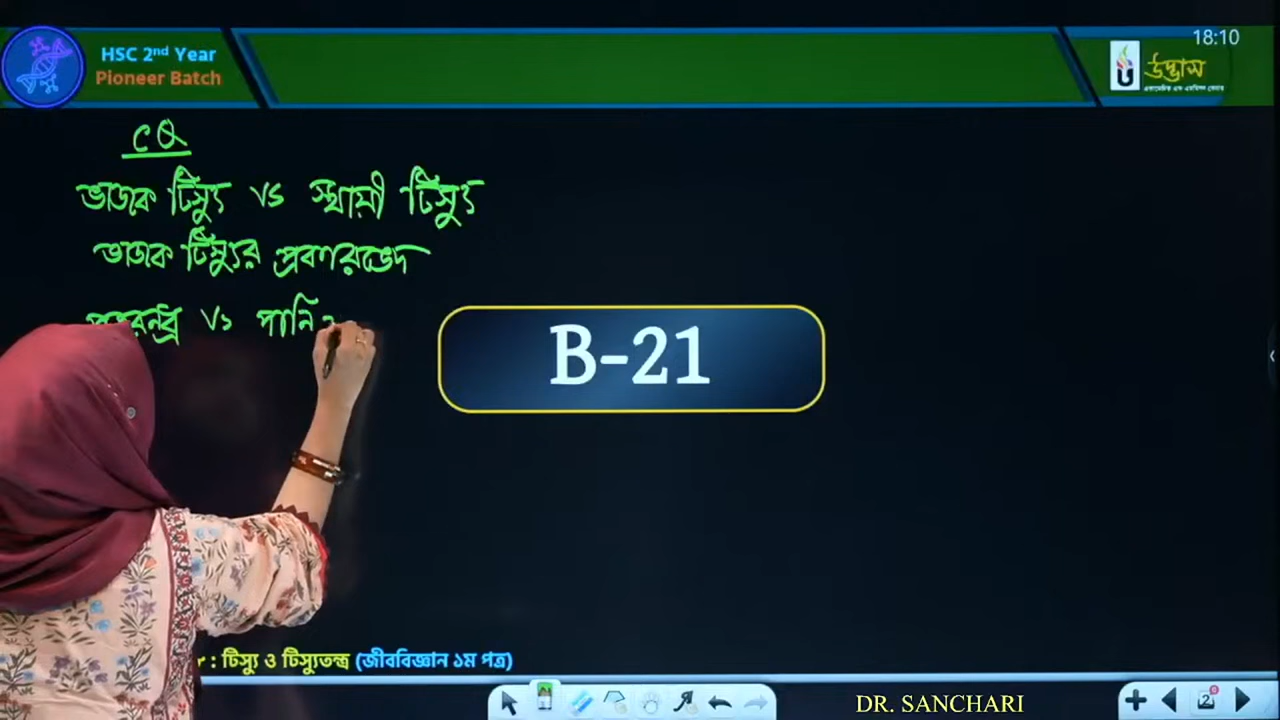 HSC 2nd Year
Pioneer Batch
18:10
উদ্ভাস
CQ
ভাজক টিস্যু VS স্থায়ী টিস্যু
ভাজক টিস্যুর প্রকারভেদ
VS পানি
B-21
: টিস্যু ও টিস্যুতন্ত্র (জীববিজ্ঞান ১ম পত্র)
DR. SANCHARI
2